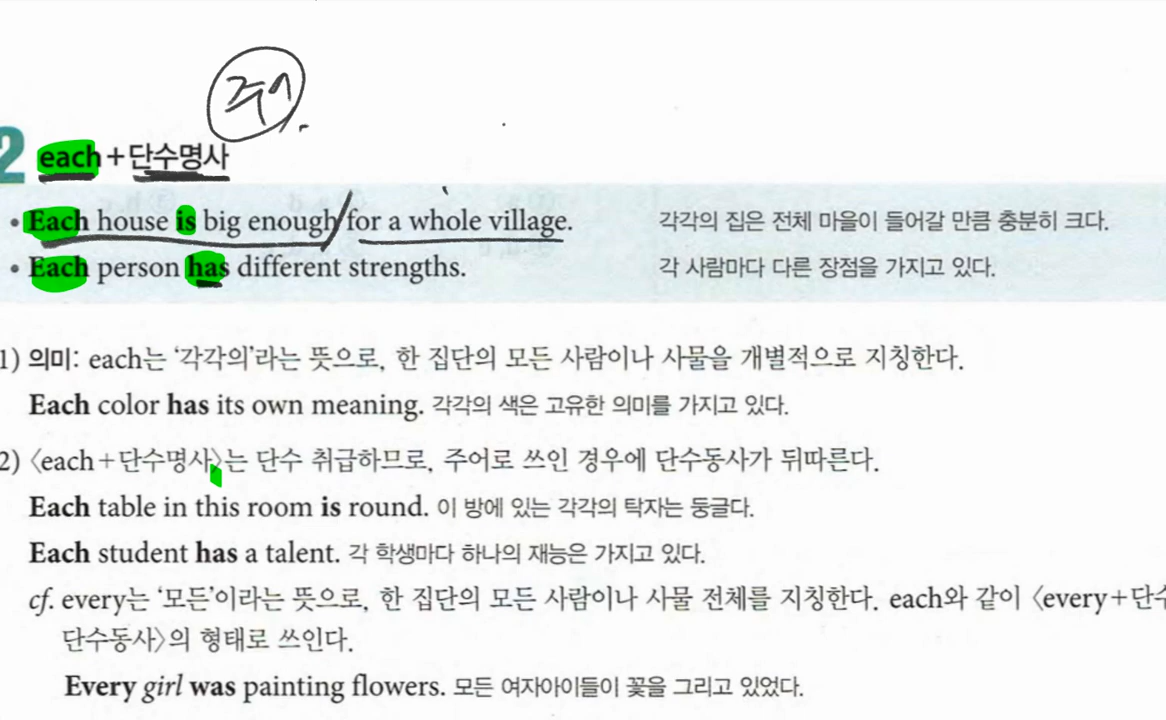 주어
2 each+단수명사
• Each house is big enough for a whole village. 각각의 집은 전체 마을이 들어갈 만큼 충분히 크다.
• Each person has different strengths. 각 사람마다 다른 장점을 가지고 있다.
1) 의미: each는 ‘각각의’라는 뜻으로, 한 집단의 모든 사람이나 사물을 개별적으로 지칭한다.
Each color has its own meaning. 각각의 색은 고유한 의미를 가지고 있다.
2) 〈each+단수명사〉는 단수 취급하므로, 주어로 쓰인 경우에 단수동사가 뒤따른다.
Each table in this room is round. 이 방에 있는 각각의 탁자는 둥글다.
Each student has a talent. 각 학생마다 하나의 재능은 가지고 있다.
cf. every는 ‘모든’이라는 뜻으로, 한 집단의 모든 사람이나 사물 전체를 지칭한다. each와 같이 〈every+단수
단수동사〉의 형태로 쓰인다.
Every girl was painting flowers. 모든 여자아이들이 꽃을 그리고 있었다.